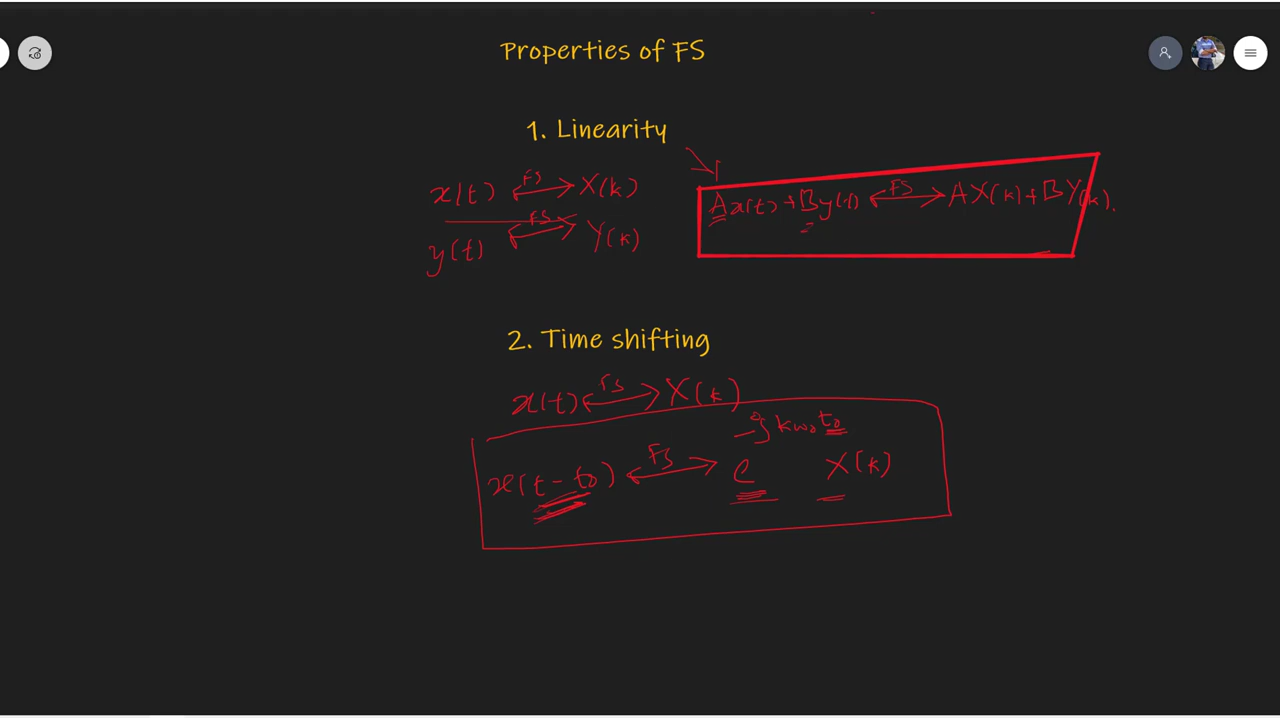 Properties of FS
1. Linearity
x(t) ⟷ FS X(k)
y(t) ⟷ FS Y(k)
Ax(t) + By(t) ⟷ FS AX(k) + BY(k).
2. Time shifting
x(t) ⟷ FS X(k)
x(t - t₀) ⟷ FS e^(-jkω₀t₀) X(k)